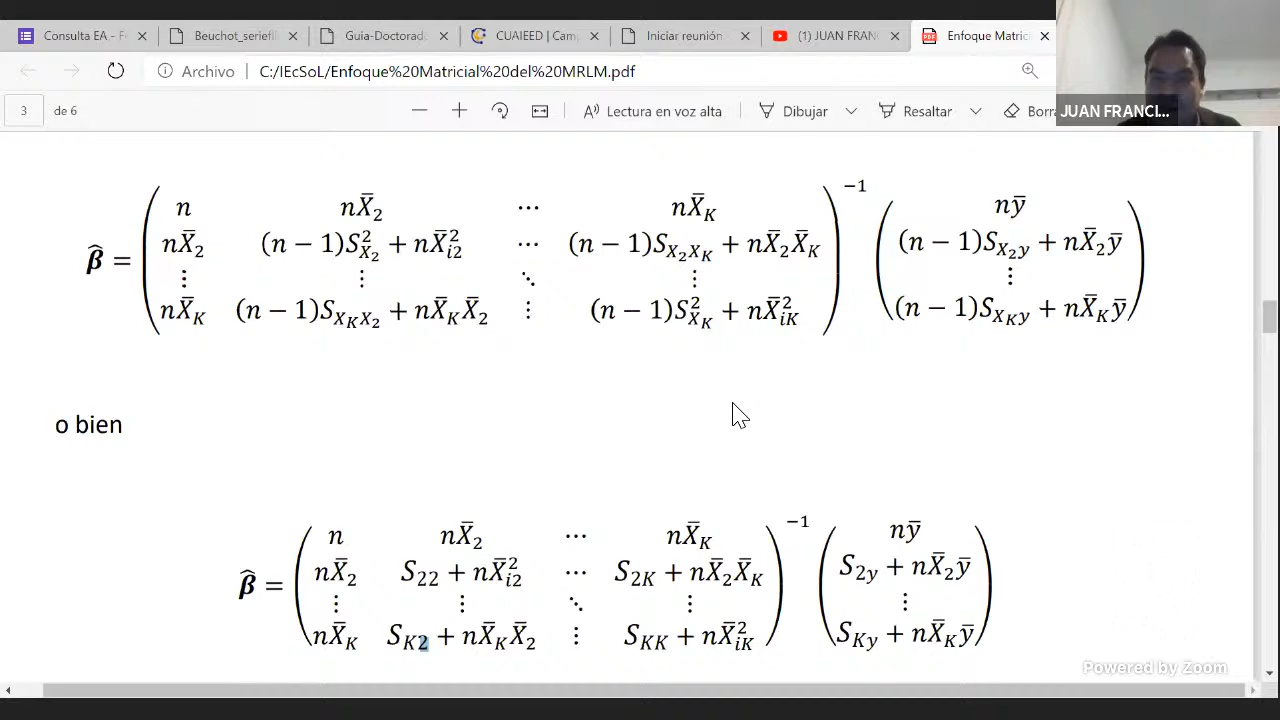 Consulta EA - F
Beuchot_seriefl
Guia-Doctorad
CUAIEED | Cam
Iniciar reunión
(1) JUAN FRANC
Enfoque Matric
Archivo | C:/IEcSoL/Enfoque%20Matricial%20del%20MRLM.pdf
3 de 6
Lectura en voz alta
Dibujar
Resaltar
Borra
JUAN FRANCI...
β̂ = ( n   nX̄₂   ⋯   nX̄_K
nX̄₂   (n − 1)S²_{X₂} + nX̄²_{i2}   ⋯   (n − 1)S_{X₂X_K} + nX̄₂X̄_K
⋮   ⋮   ⋱   ⋮
nX̄_K   (n − 1)S_{X_KX₂} + nX̄_KX̄₂   ⋮   (n − 1)S²_{X_K} + nX̄²_{iK} )⁻¹
( nȳ
(n − 1)S_{X₂y} + nX̄₂ȳ
⋮
(n − 1)S_{X_Ky} + nX̄_Kȳ )
o bien
β̂ = ( n   nX̄₂   ⋯   nX̄_K
nX̄₂   S₂₂ + nX̄²_{i2}   ⋯   S_{2K} + nX̄₂X̄_K
⋮   ⋮   ⋱   ⋮
nX̄_K   S_{K2} + nX̄_KX̄₂   ⋮   S_{KK} + nX̄²_{iK} )⁻¹
( nȳ
S_{2y} + nX̄₂ȳ
⋮
S_{Ky} + nX̄_Kȳ )
Powered by Zoom